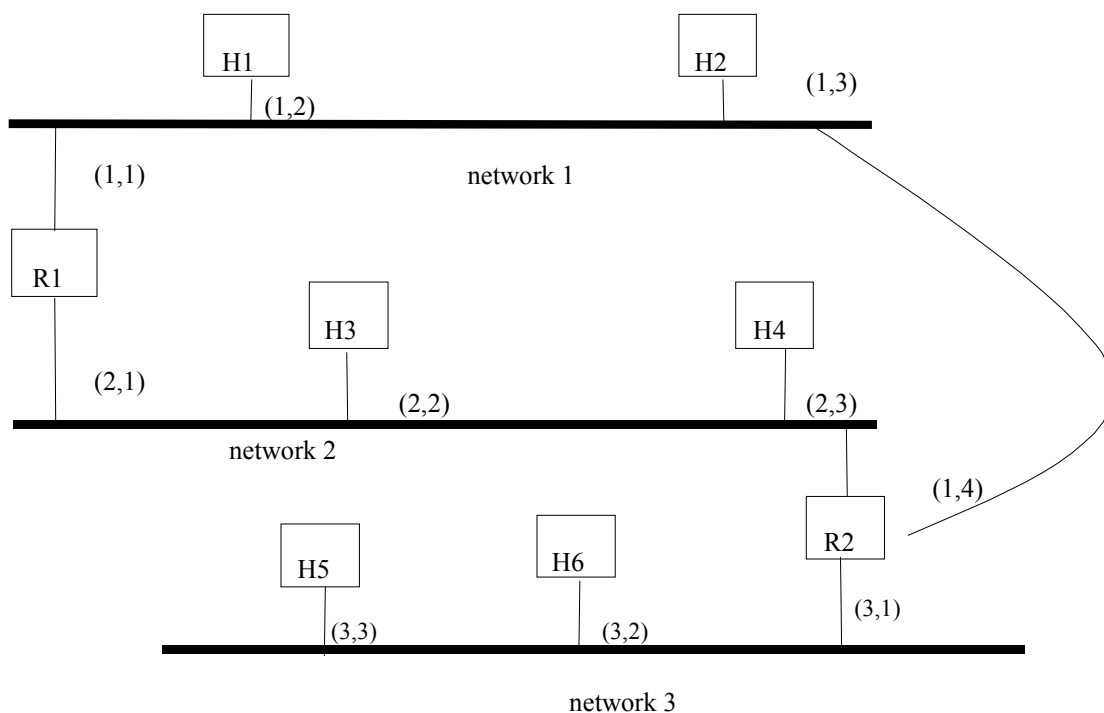 H1
H2
(1,3)
(1,2)
(1,1)
network 1
R1
H3
H4
(2,1)
(2,2)
(2,3)
network 2
(1,4)
R2
H5
H6
(3,1)
(3,3)
(3,2)
network 3